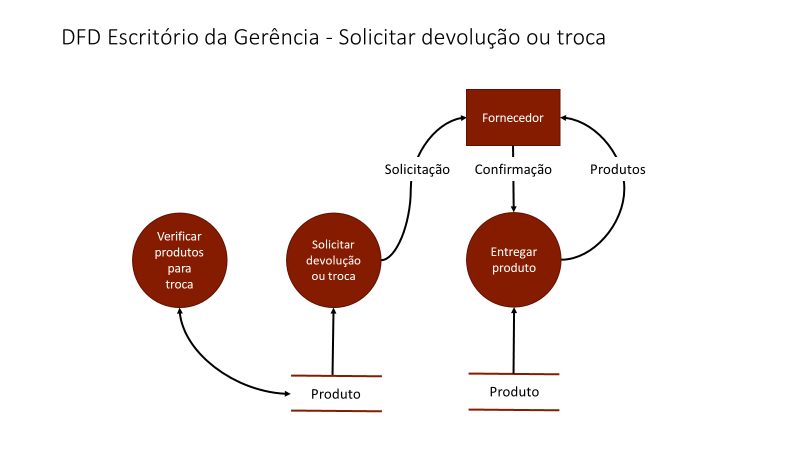 DFD Escritório da Gerência - Solicitar devolução ou troca
Fornecedor
Solicitação
Confirmação
Produtos
Verificar
produtos
para
troca
Solicitar
devolução
ou troca
Entregar
produto
Produto
Produto